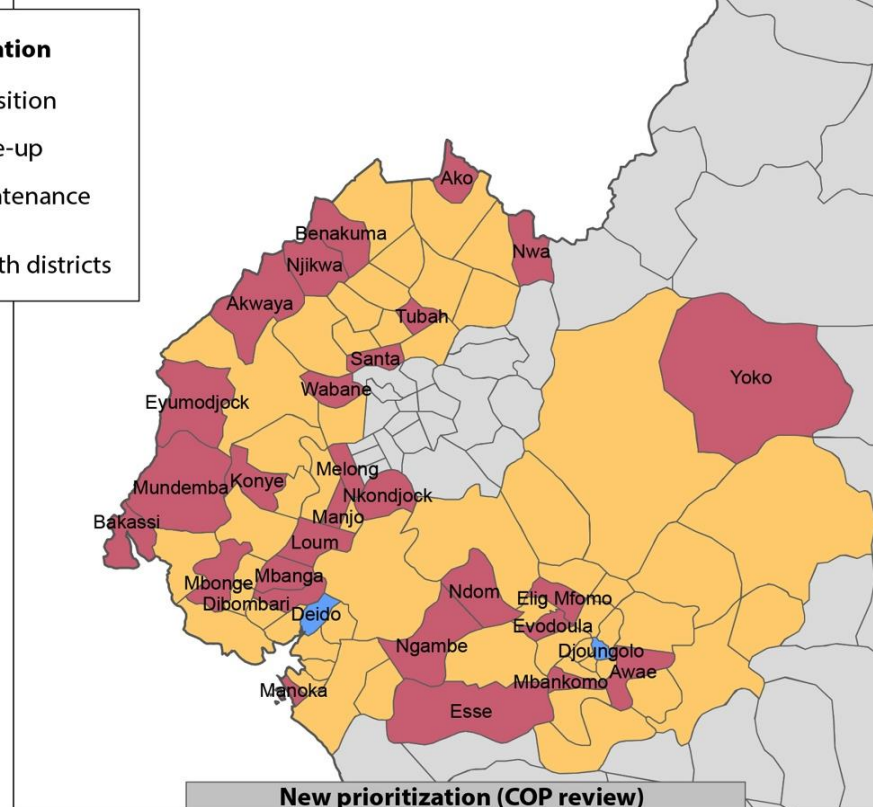 ation
sition
e-up
tenance
th districts
Ako
Benakuma
Nwa
Njikwa
Akwaya
Tubah
Santa
Yoko
Wabane
Eyumodjock
Melong
Konye
Mundemba
Nkondjock
Manjo
Bakassi
Loum
Mbanga
Mbonge
Ndom
Elig Mfomo
Dibombari
Deido
Evodoula
Ngambe
Djoungolo
Awae
Mbankomo
Manoka
Esse
New prioritization (COP review)